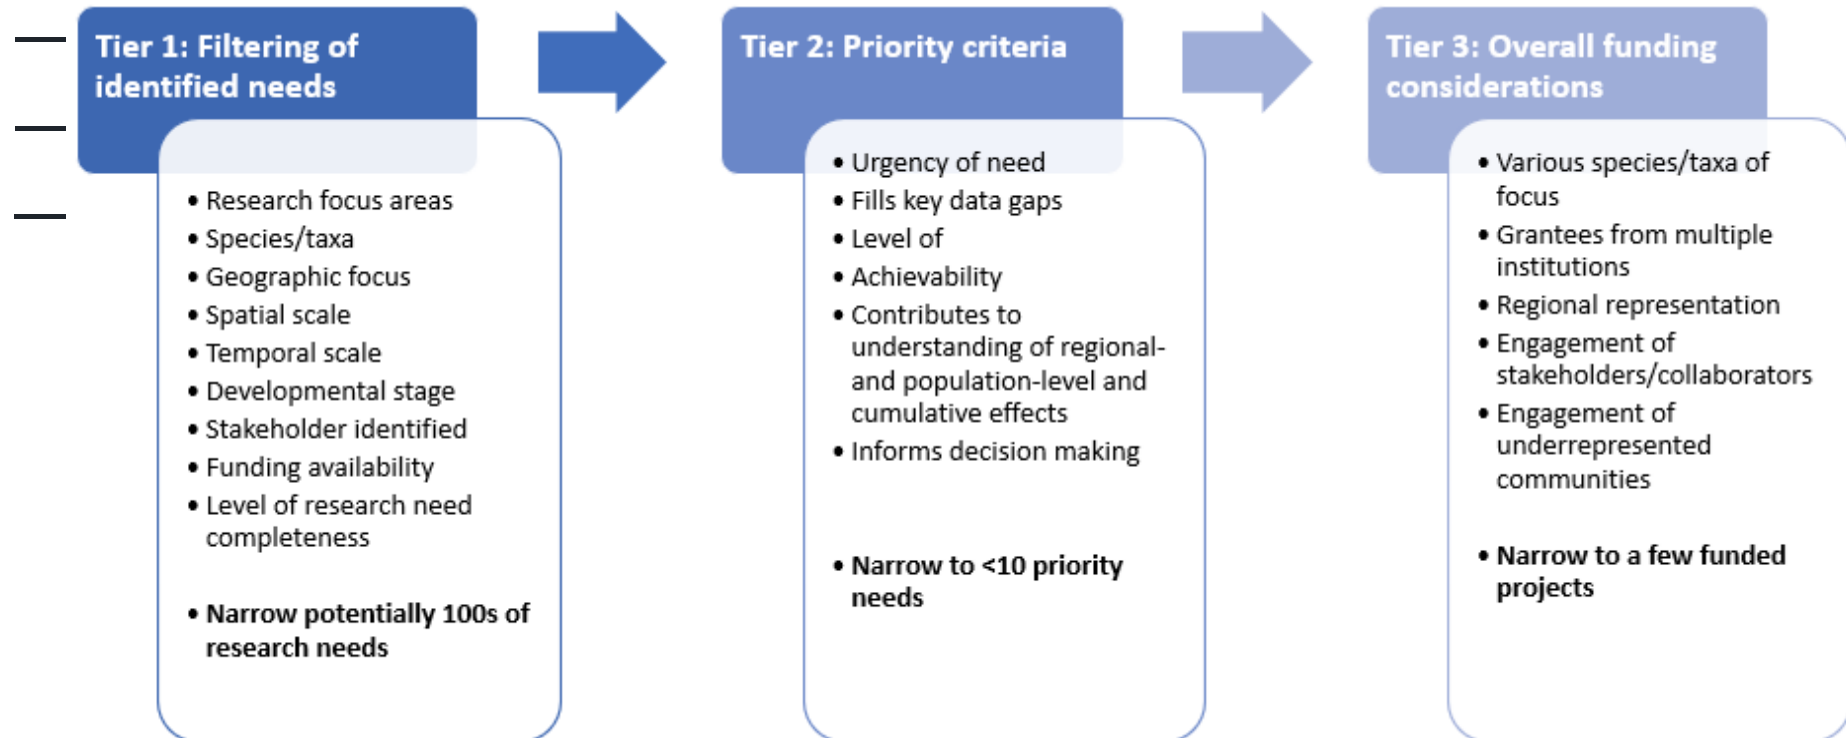 Tier 1: Filtering of
identified needs
• Research focus areas
• Species/taxa
• Geographic focus
• Spatial scale
• Temporal scale
• Developmental stage
• Stakeholder identified
• Funding availability
• Level of research need
completeness
• Narrow potentially 100s of
research needs
Tier 2: Priority criteria
• Urgency of need
• Fills key data gaps
• Level of
• Achievability
• Contributes to
understanding of regional-
and population-level and
cumulative effects
• Informs decision making
• Narrow to <10 priority
needs
Tier 3: Overall funding
considerations
• Various species/taxa of
focus
• Grantees from multiple
institutions
• Regional representation
• Engagement of
stakeholders/collaborators
• Engagement of
underrepresented
communities
• Narrow to a few funded
projects